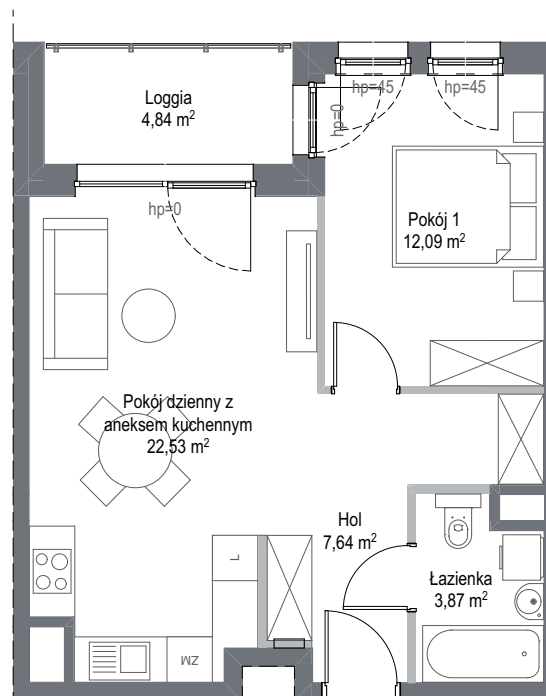 Loggia
4,84 m²
hp=45
hp=45
hp=0
hp=0
Pokój 1
12,09 m²
Pokój dzienny z
aneksem kuchennym
22,53 m²
Hol
7,64 m²
L
Łazienka
3,87 m²
ZM